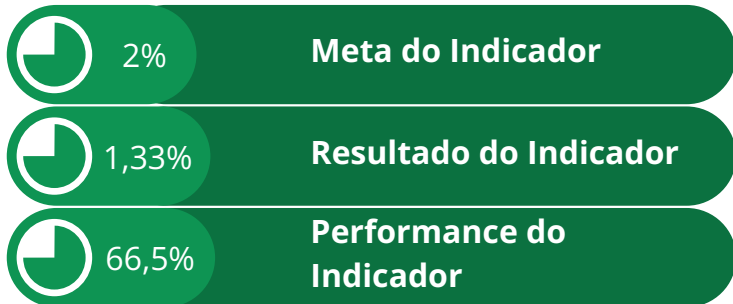 2%
Meta do Indicador
1,33%
Resultado do Indicador
66,5%
Performance do
Indicador